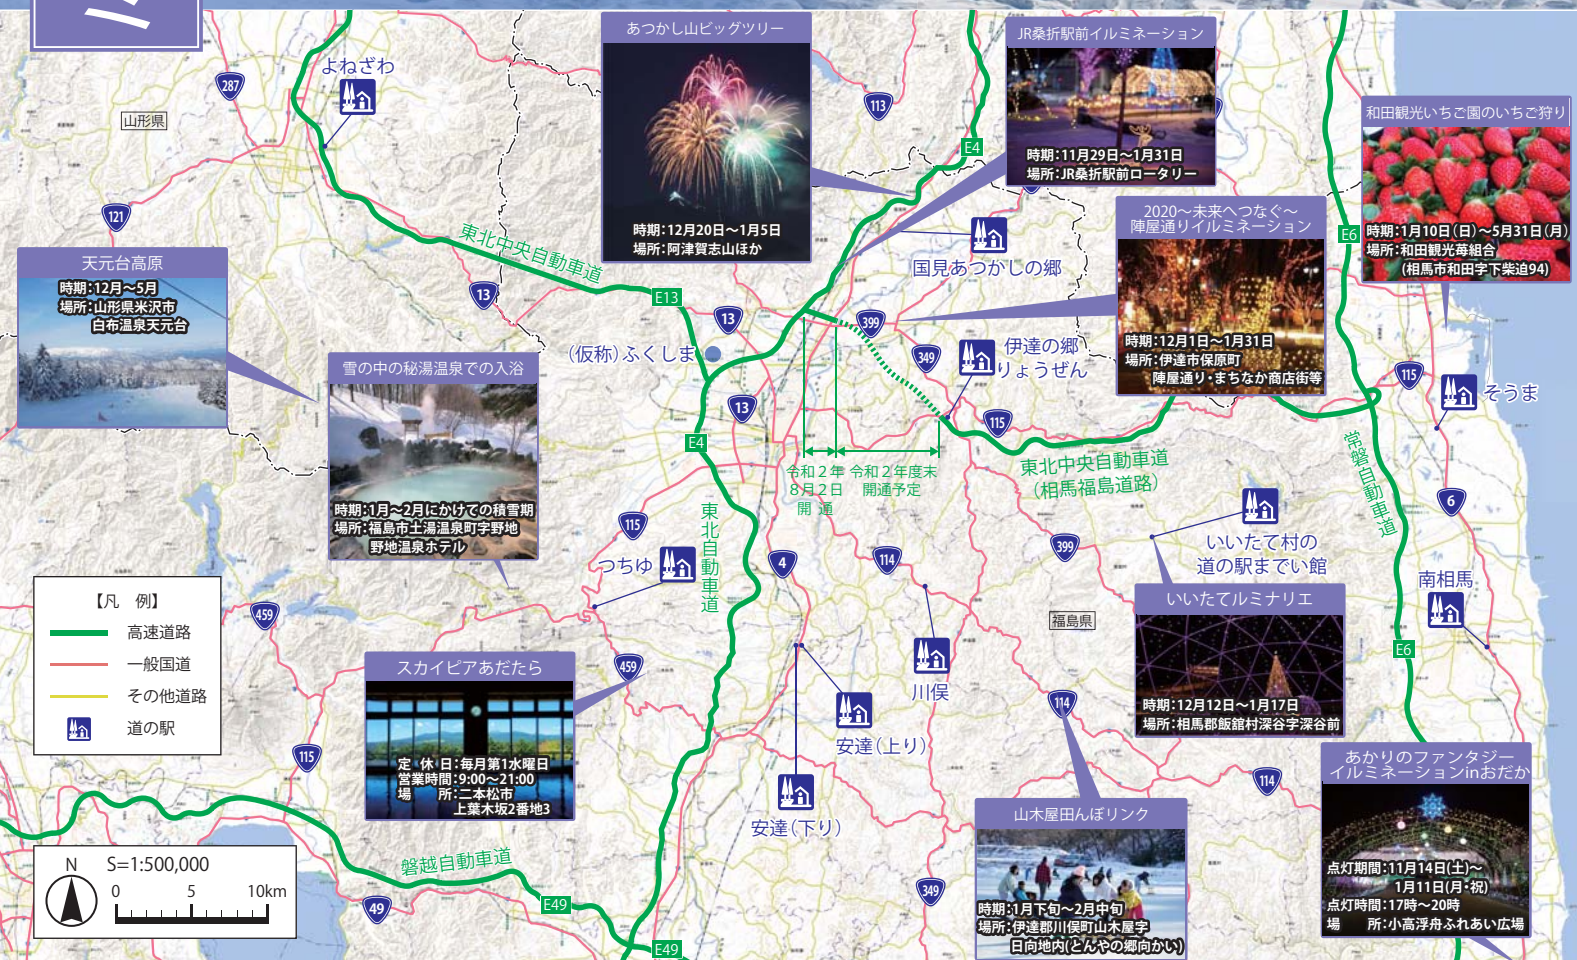 あつかし山ビッグツリー
時期：12月20日～1月5日
場所：阿津賀志山ほか
JR桑折駅前イルミネーション
時期：11月29日～1月31日
場所：JR桑折駅前ロータリー
和田観光いちご園のいちご狩り
時期：1月10日（日）～5月31日（月）
場所：和田観光苺組合
（相馬市和田字下柴迫94）
2020～未来へつなぐ～
陣屋通りイルミネーション
時期：12月1日～1月31日
場所：伊達市保原町
陣屋通り・まちなか商店街等
天元台高原
時期：12月～5月
場所：山形県米沢市
白布温泉天元台
雪の中の秘湯温泉での入浴
時期：1月～2月にかけての積雪期
場所：福島市土湯温泉町字野地
野地温泉ホテル
スカイピアあだたら
定　休　日：毎月第1水曜日
営業時間：9:00～21:00
場　　　所：二本松市
上葉木坂2番地3
いいたてルミナリエ
時期：12月12日～1月17日
場所：相馬郡飯舘村深谷字深谷前
山木屋田んぼリンク
時期：1月下旬～2月中旬
場所：伊達郡川俣町山木屋字
日向地内（とんやの郷向かい）
あかりのファンタジー
イルミネーションinおだか
点灯期間：11月14日(土)～
1月11日(月・祝)
点灯時間：17時～20時
場　　所：小高浮舟ふれあい広場
よねざわ
287
山形県
121
113
E4
東北中央自動車道
13
E13
13
国見あつかしの郷
399
349
伊達の郷
りょうぜん
（仮称）ふくしま
13
E4
115
E6
115
そうま
令和２年
８月２日
開　通
令和２年度末
開通予定
東北中央自動車道
（相馬福島道路）
常磐自動車道
6
東北自動車道
115
つちゆ
4
114
399
いいたて村の
道の駅までい館
南相馬
福島県
E6
459
459
川俣
安達（上り）
安達（下り）
114
114
115
349
磐越自動車道
49
E49
E49
【凡　例】
高速道路
一般国道
その他道路
道の駅
N
S=1:500,000
0　5　10km